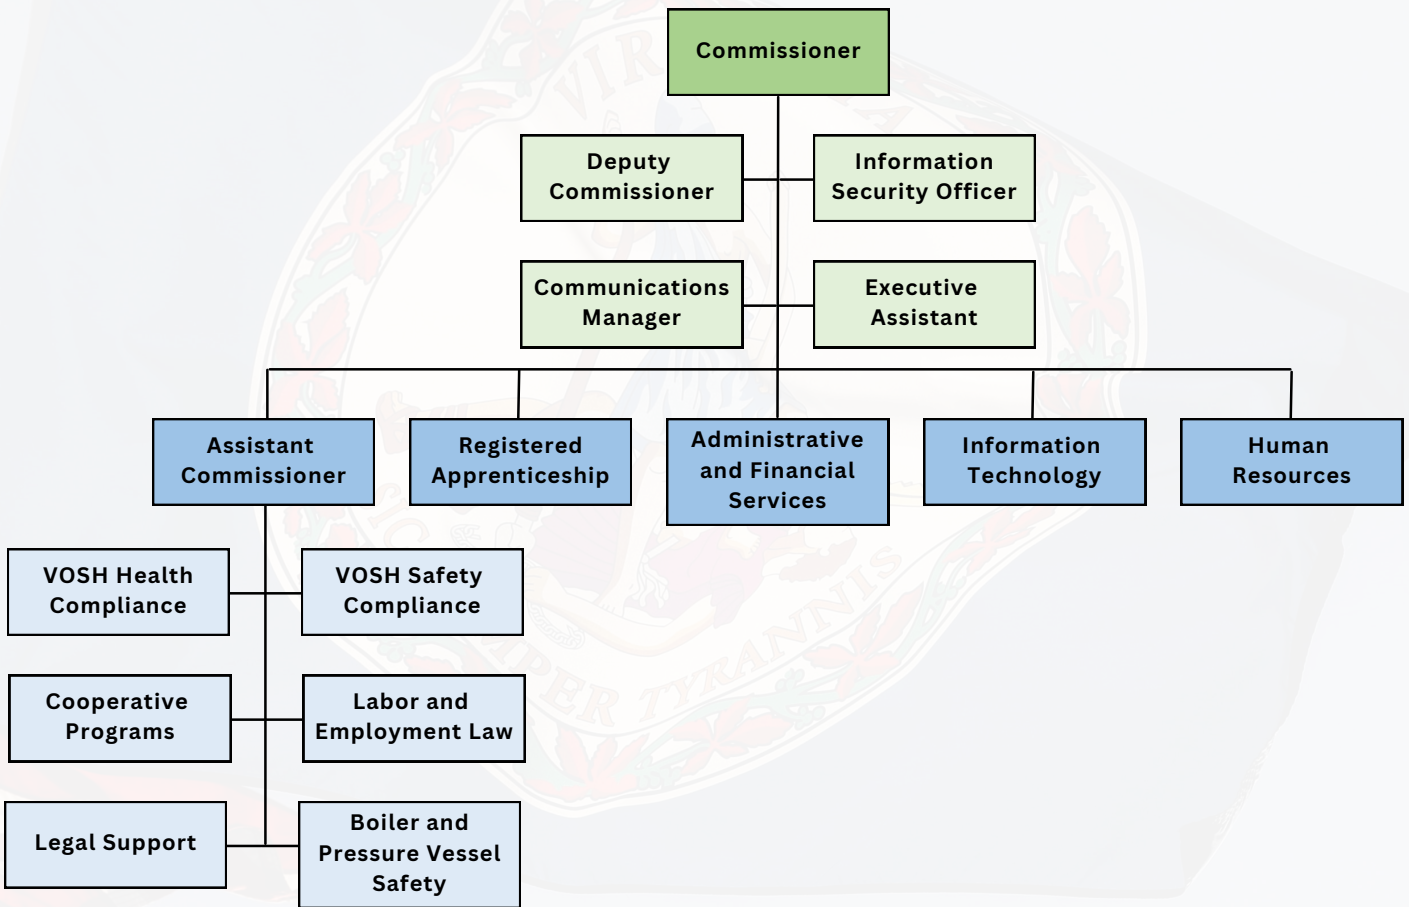 Commissioner
Deputy
Commissioner
Information
Security Officer
Communications
Manager
Executive
Assistant
Assistant
Commissioner
Registered
Apprenticeship
Administrative
and Financial
Services
Information
Technology
Human
Resources
VOSH Health
Compliance
VOSH Safety
Compliance
Cooperative
Programs
Labor and
Employment Law
Legal Support
Boiler and
Pressure Vessel
Safety
TYRANNIS